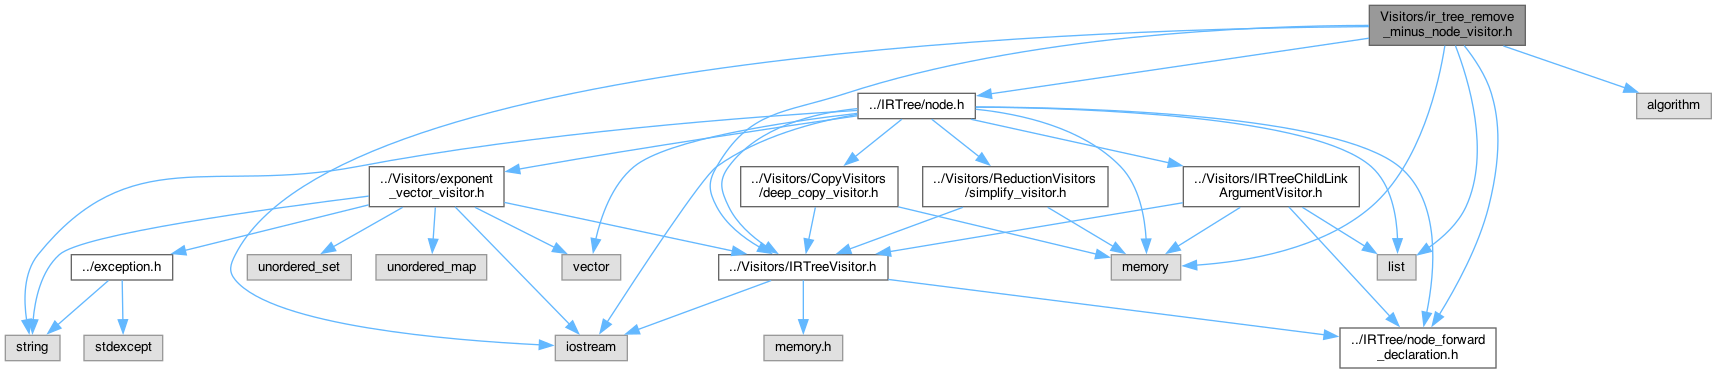 Visitors/ir_tree_remove
_minus_node_visitor.h
../IRTree/node.h
algorithm
../Visitors/exponent
_vector_visitor.h
../Visitors/CopyVisitors
/deep_copy_visitor.h
../Visitors/ReductionVisitors
/simplify_visitor.h
../Visitors/IRTreeChildLink
ArgumentVisitor.h
../exception.h
unordered_set
unordered_map
vector
../Visitors/IRTreeVisitor.h
memory
list
string
stdexcept
iostream
memory.h
../IRTree/node_forward
_declaration.h